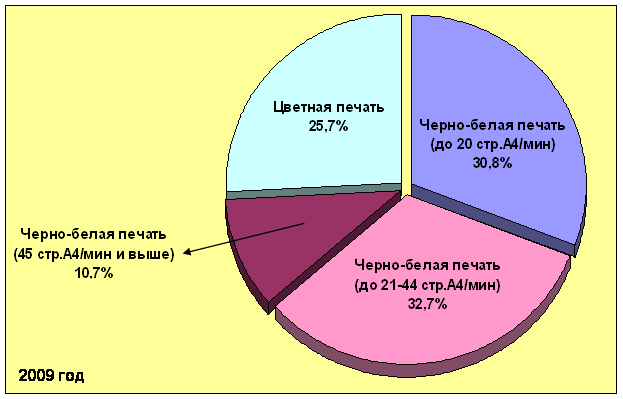 Цветная печать
25,7%
Черно-белая печать
(до 20 стр.А4/мин)
30,8%
Черно-белая печать
(45 стр.А4/мин и выше)
10,7%
Черно-белая печать
(до 21-44 стр.А4/мин)
32,7%
2009 год